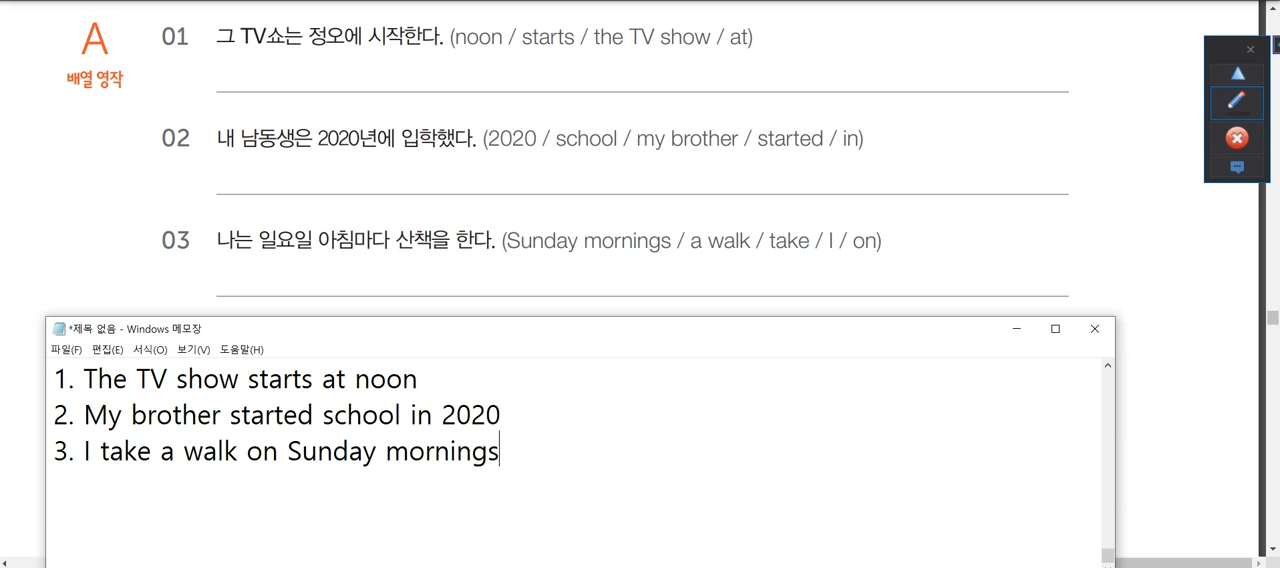 A
배열 영작
01 그 TV쇼는 정오에 시작한다. (noon / starts / the TV show / at)
02 내 남동생은 2020년에 입학했다. (2020 / school / my brother / started / in)
03 나는 일요일 아침마다 산책을 한다. (Sunday mornings / a walk / take / I / on)
*제목 없음 - Windows 메모장
파일(F) 편집(E) 서식(O) 보기(V) 도움말(H)
1. The TV show starts at noon
2. My brother started school in 2020
3. I take a walk on Sunday mornings